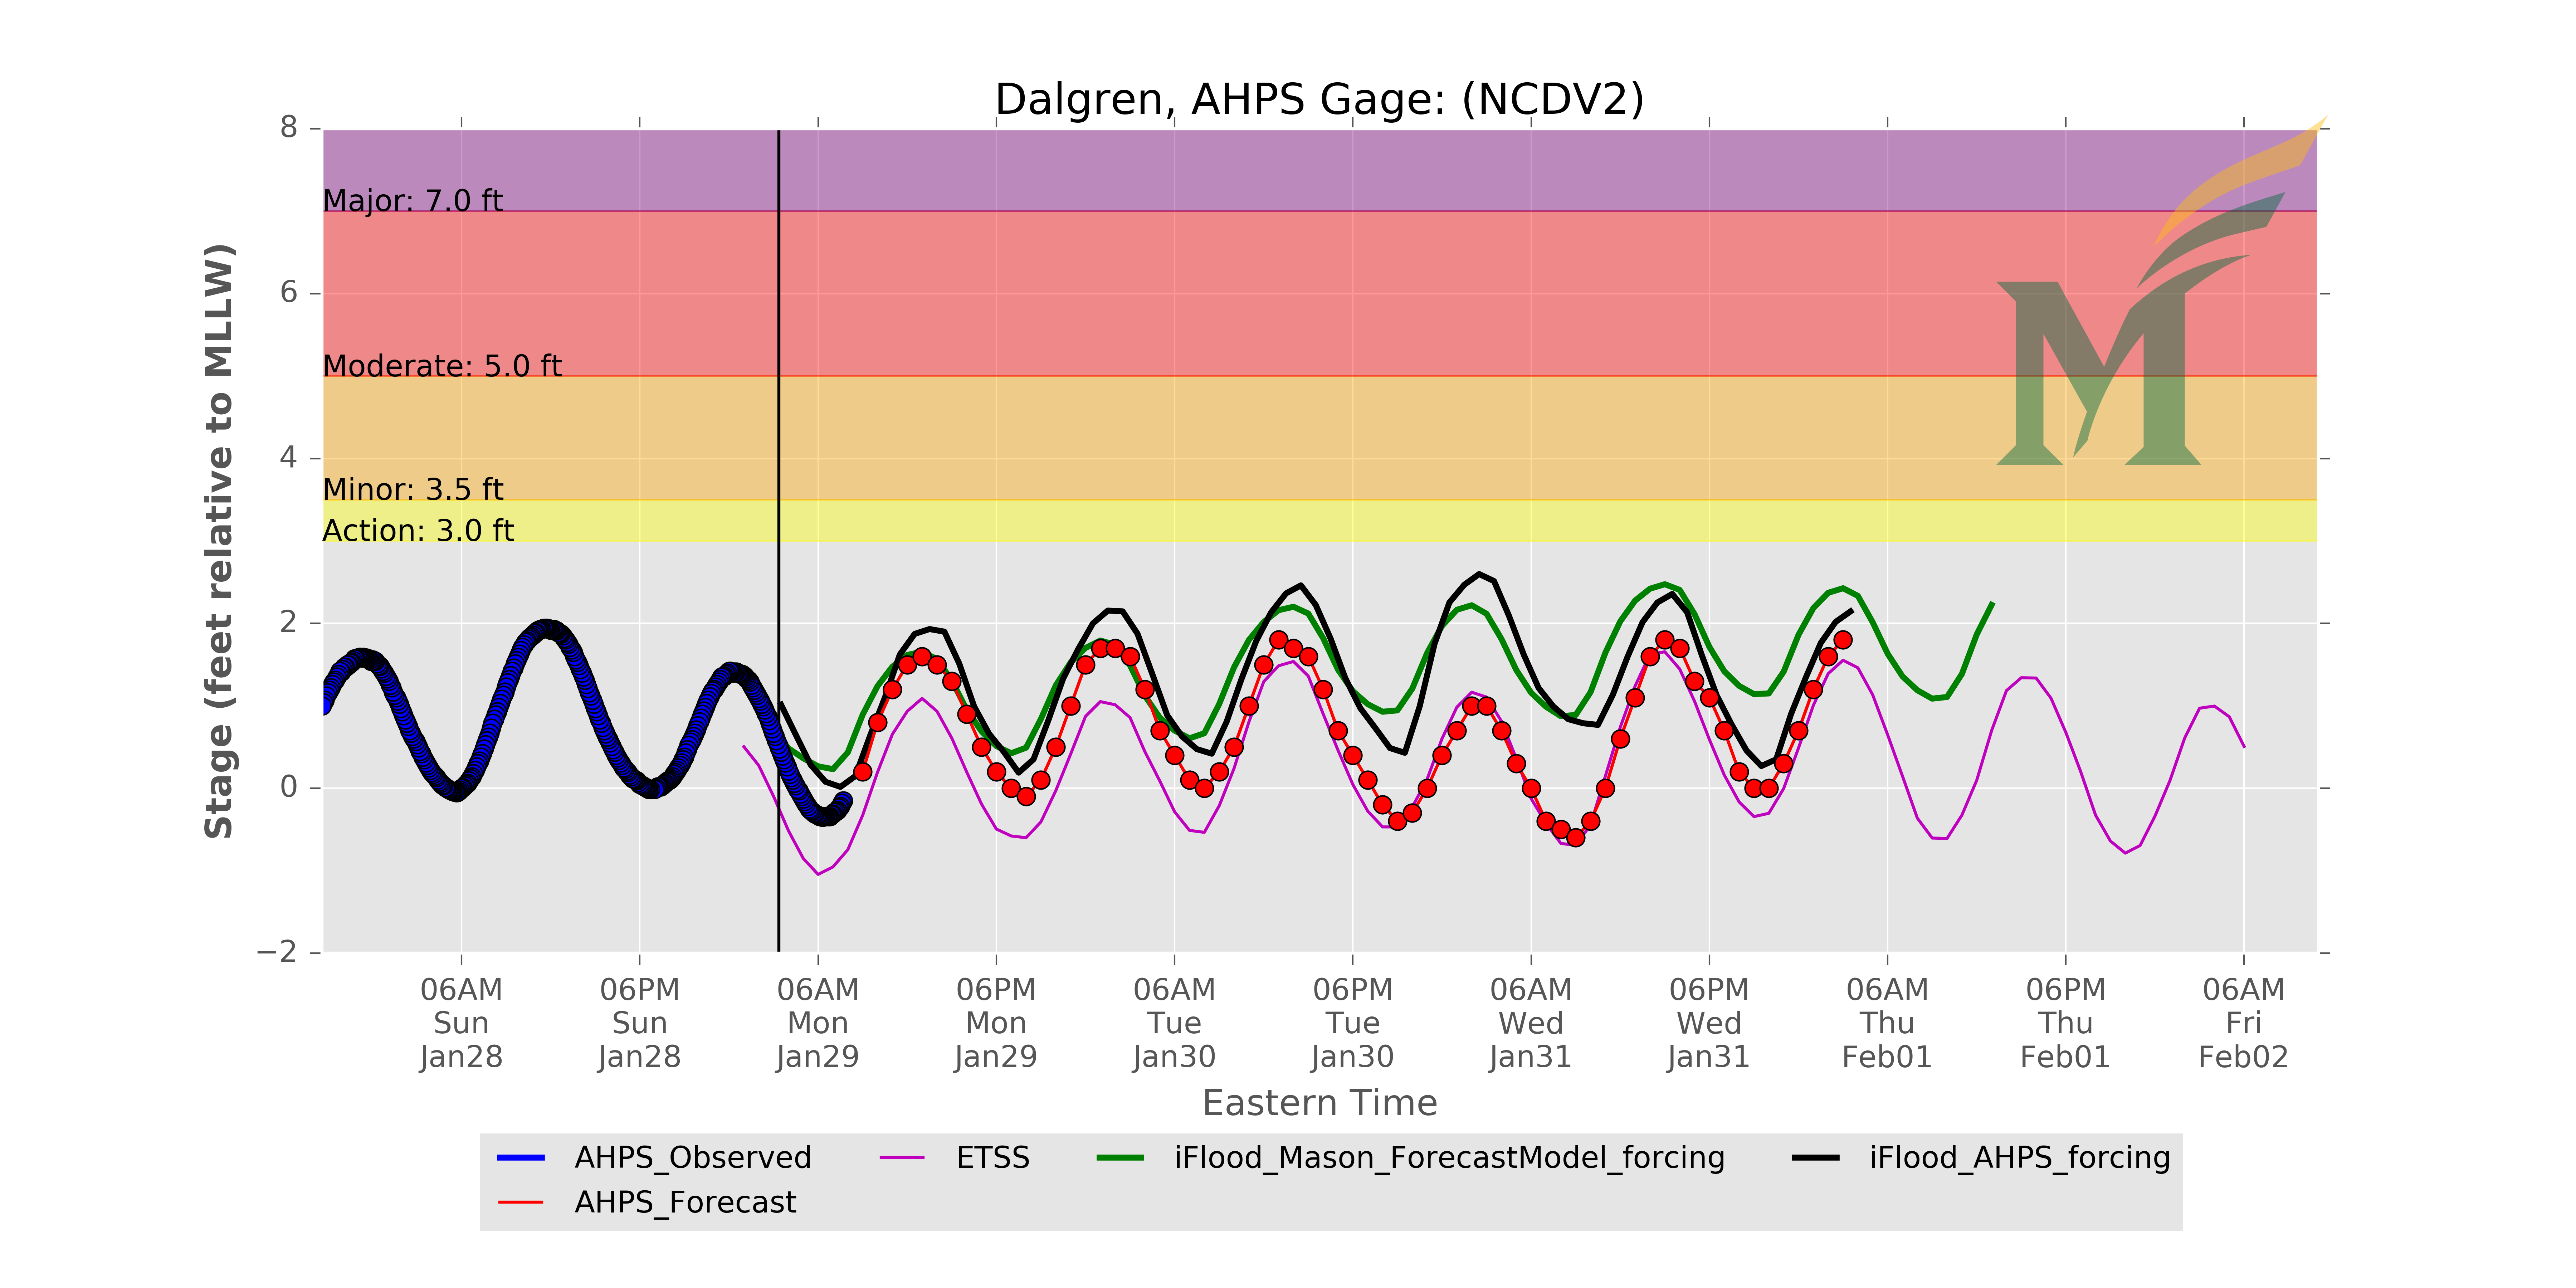 Dalgren, AHPS Gage: (NCDV2)
8
Major: 7.0 ft
6
Moderate: 5.0 ft
4
Minor: 3.5 ft
Action: 3.0 ft
2
0
−2
Stage (feet relative to MLLW)
06AM 06PM 06AM 06PM 06AM 06PM 06AM 06PM 06AM 06PM 06AM
Sun Sun Mon Mon Tue Tue Wed Wed Thu Thu Fri
Jan28 Jan28 Jan29 Jan29 Jan30 Jan30 Jan31 Jan31 Feb01 Feb01 Feb02
Eastern Time
AHPS_Observed ETSS iFlood_Mason_ForecastModel_forcing iFlood_AHPS_forcing
AHPS_Forecast
M